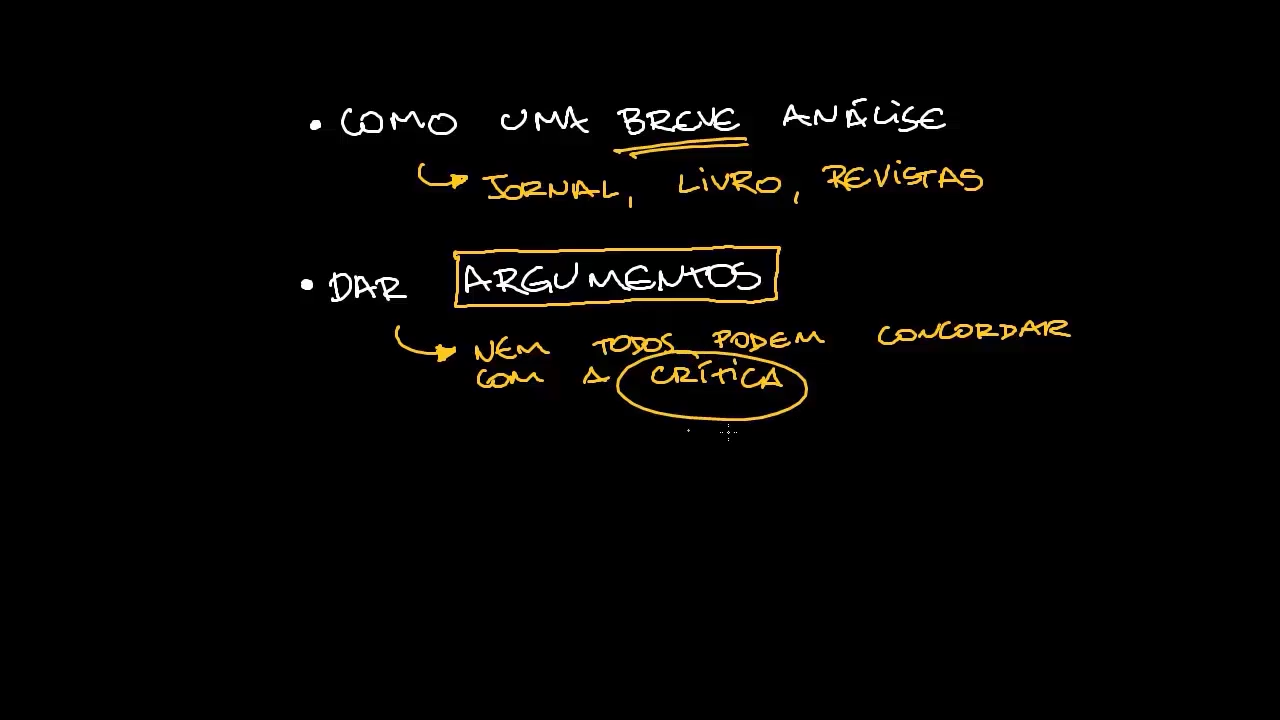 • COMO UMA BREVE ANÁLISE
JORNAL, LIVRO, REVISTAS
• DAR ARGUMENTOS
NEM TODOS PODEM CONCORDAR
COM A CRÍTICA